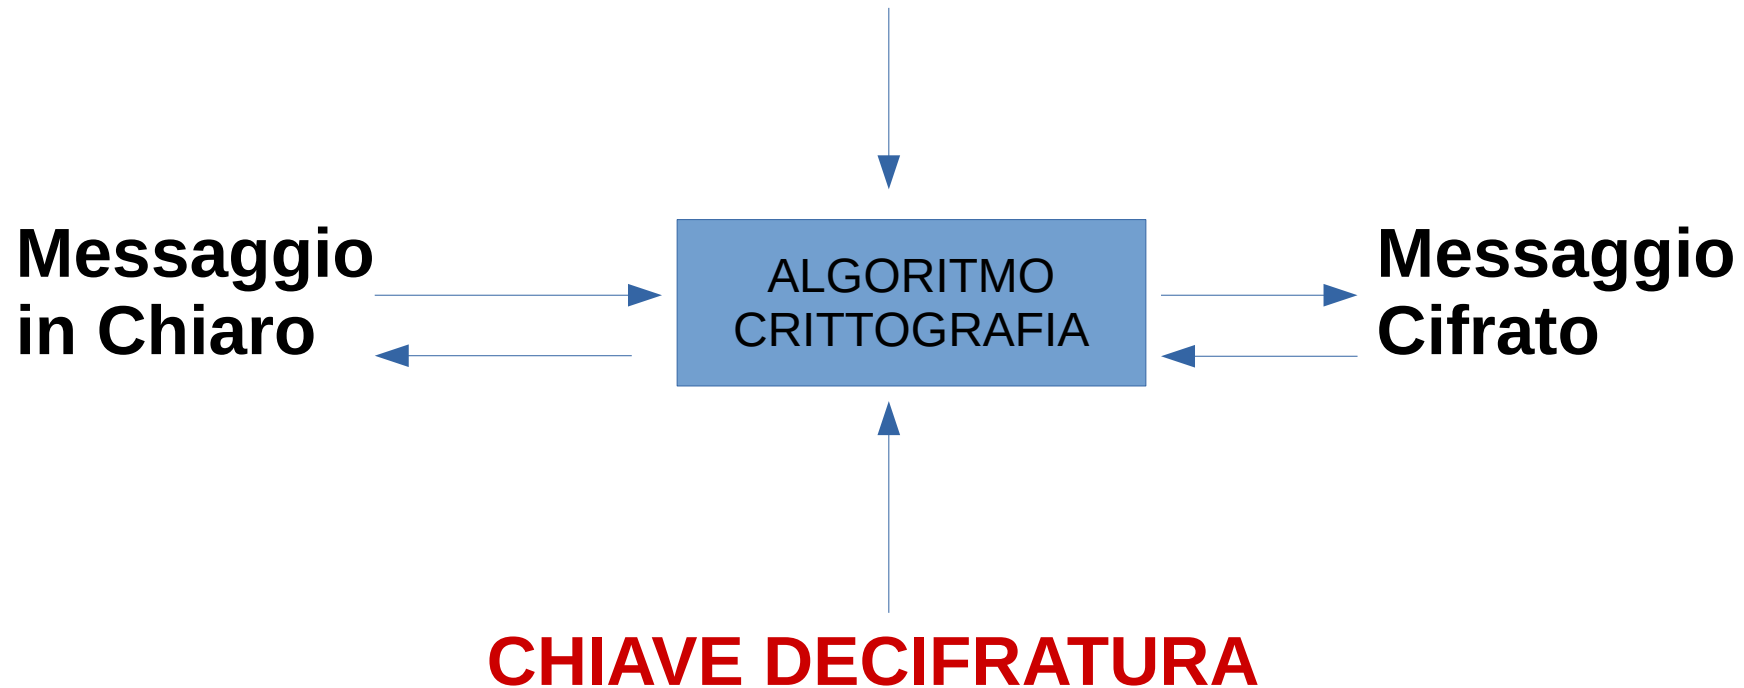 Messaggio
in Chiaro
ALGORITMO
CRITTOGRAFIA
Messaggio
Cifrato
CHIAVE DECIFRATURA